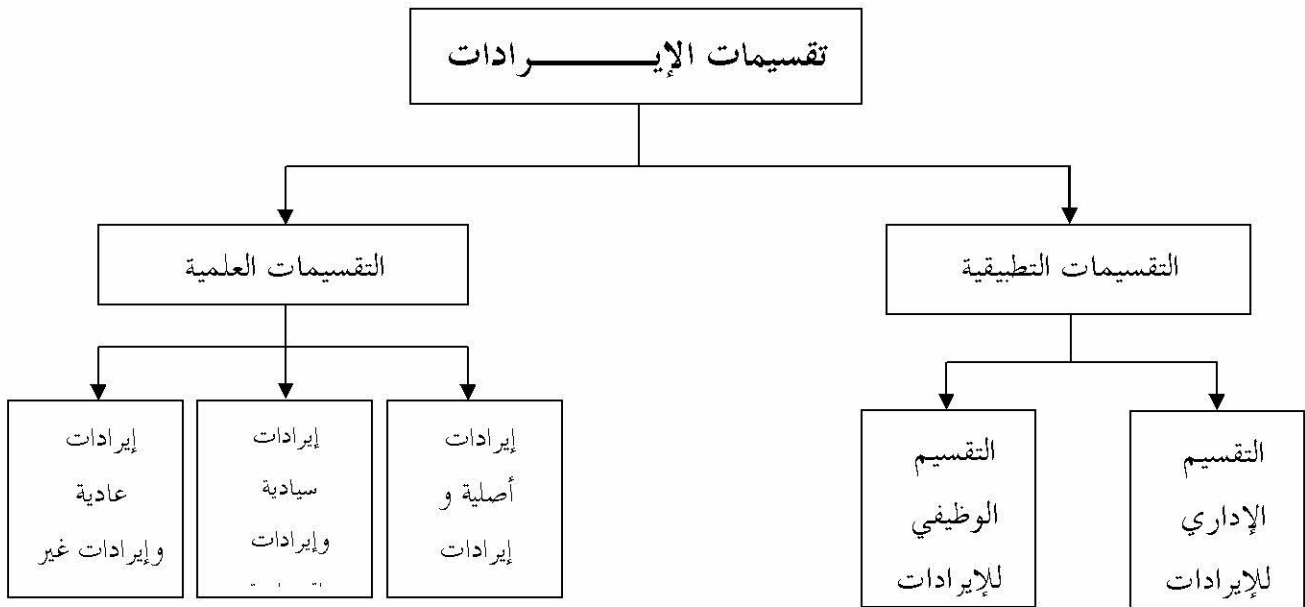 تقسيمات الإيـــــــــرادات
التقسيمات التطبيقية
التقسيمات العلمية
التقسيم
الإداري
للإيرادات
التقسيم
الوظيفي
للإيرادات
إيرادات
أصلية و
إيرادات
إيرادات
سيادية
وإيرادات
إيرادات
عادية
وإيرادات غير